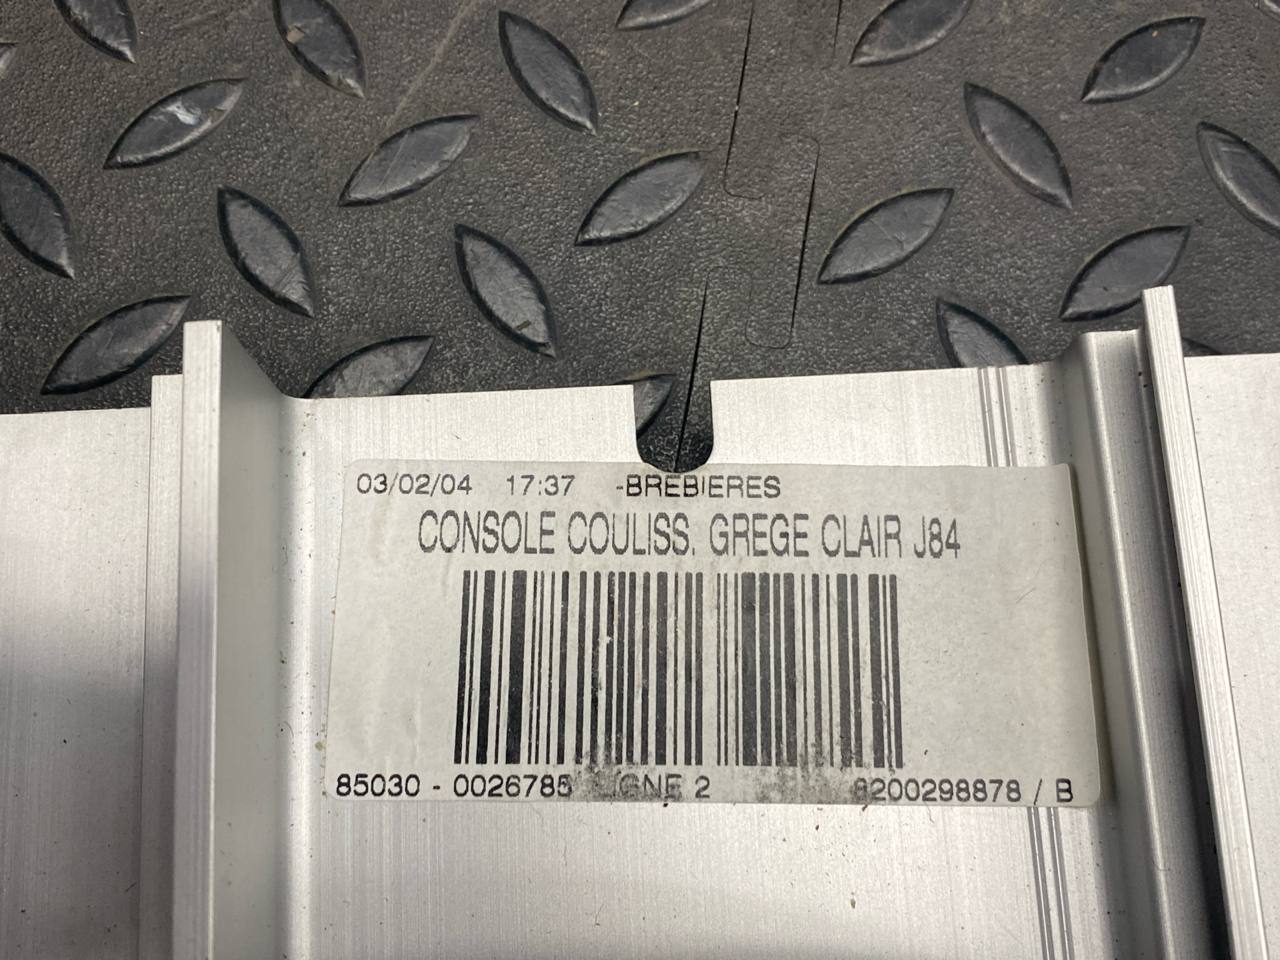 03/02/04 17:37 -BREBIERES
CONSOLE COULISS. GREGE CLAIR J84
85030 - 0026785 LIGNE 2 8200298878 / B